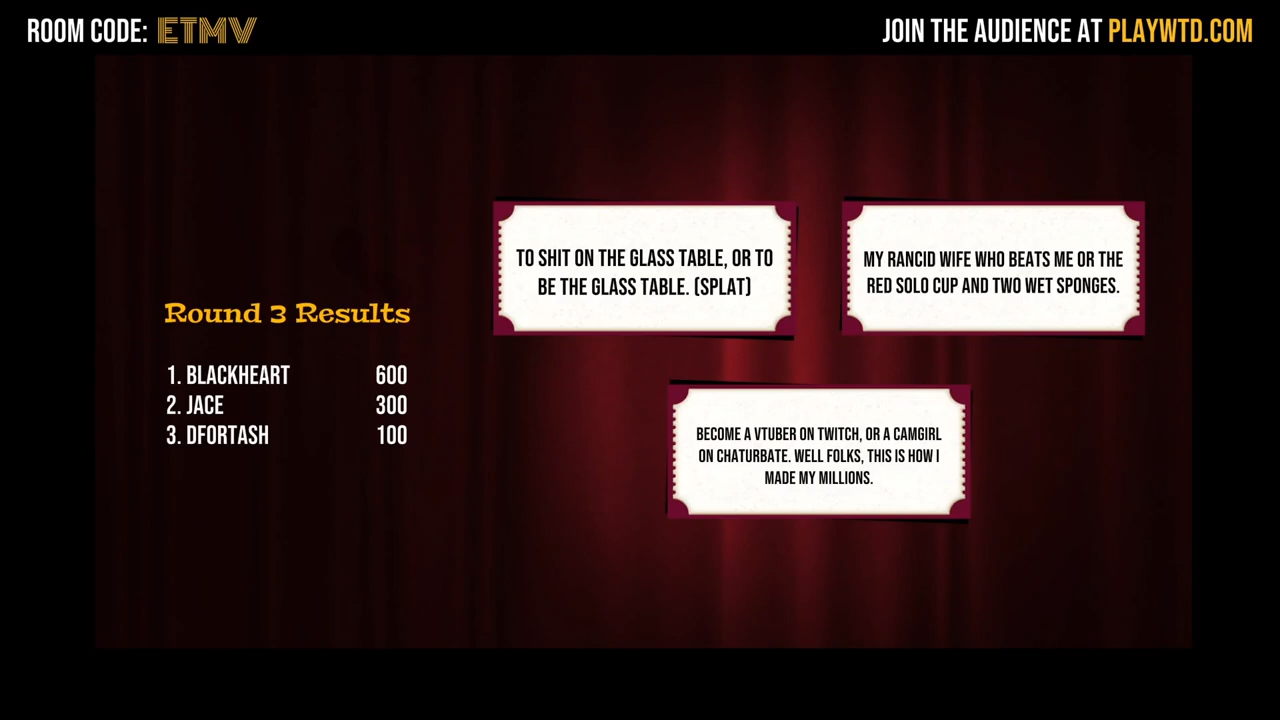 ROOM CODE: ETMV
JOIN THE AUDIENCE AT PLAYWTD.COM
Round 3 Results
1. BLACKHEART 600
2. JACE 300
3. DFORTASH 100
TO SHIT ON THE GLASS TABLE, OR TO
BE THE GLASS TABLE. (SPLAT)
MY RANCID WIFE WHO BEATS ME OR THE
RED SOLO CUP AND TWO WET SPONGES.
BECOME A VTUBER ON TWITCH, OR A CAMGIRL
ON CHATURBATE. WELL FOLKS, THIS IS HOW I
MADE MY MILLIONS.